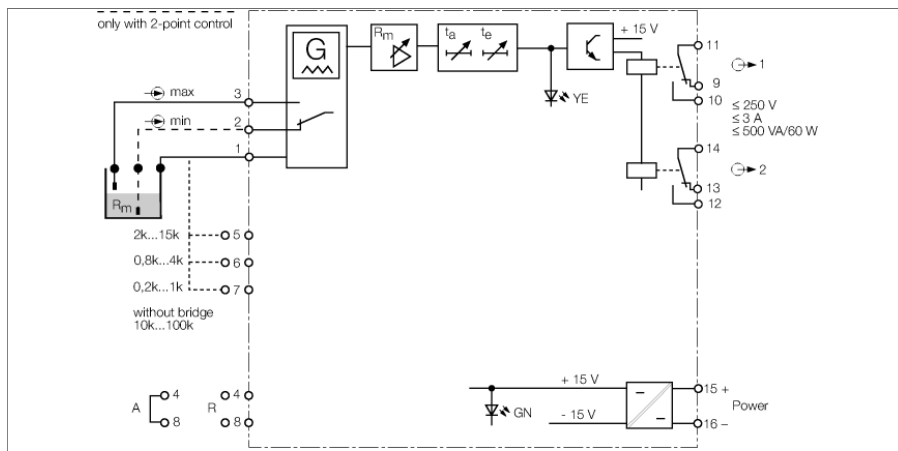 only with 2-point control
G
Rm
ta te
+ 15 V
11
1
9
10
≤ 250 V
≤ 3 A
≤ 500 VA/60 W
YE
max 3
min 2
1
Rm
14
2
13
12
2k...15k 5
0,8k...4k 6
0,2k...1k 7
without bridge
10k...100k
A 4 8
R 4 8
+ 15 V
GN
- 15 V
15 +
Power
16 –